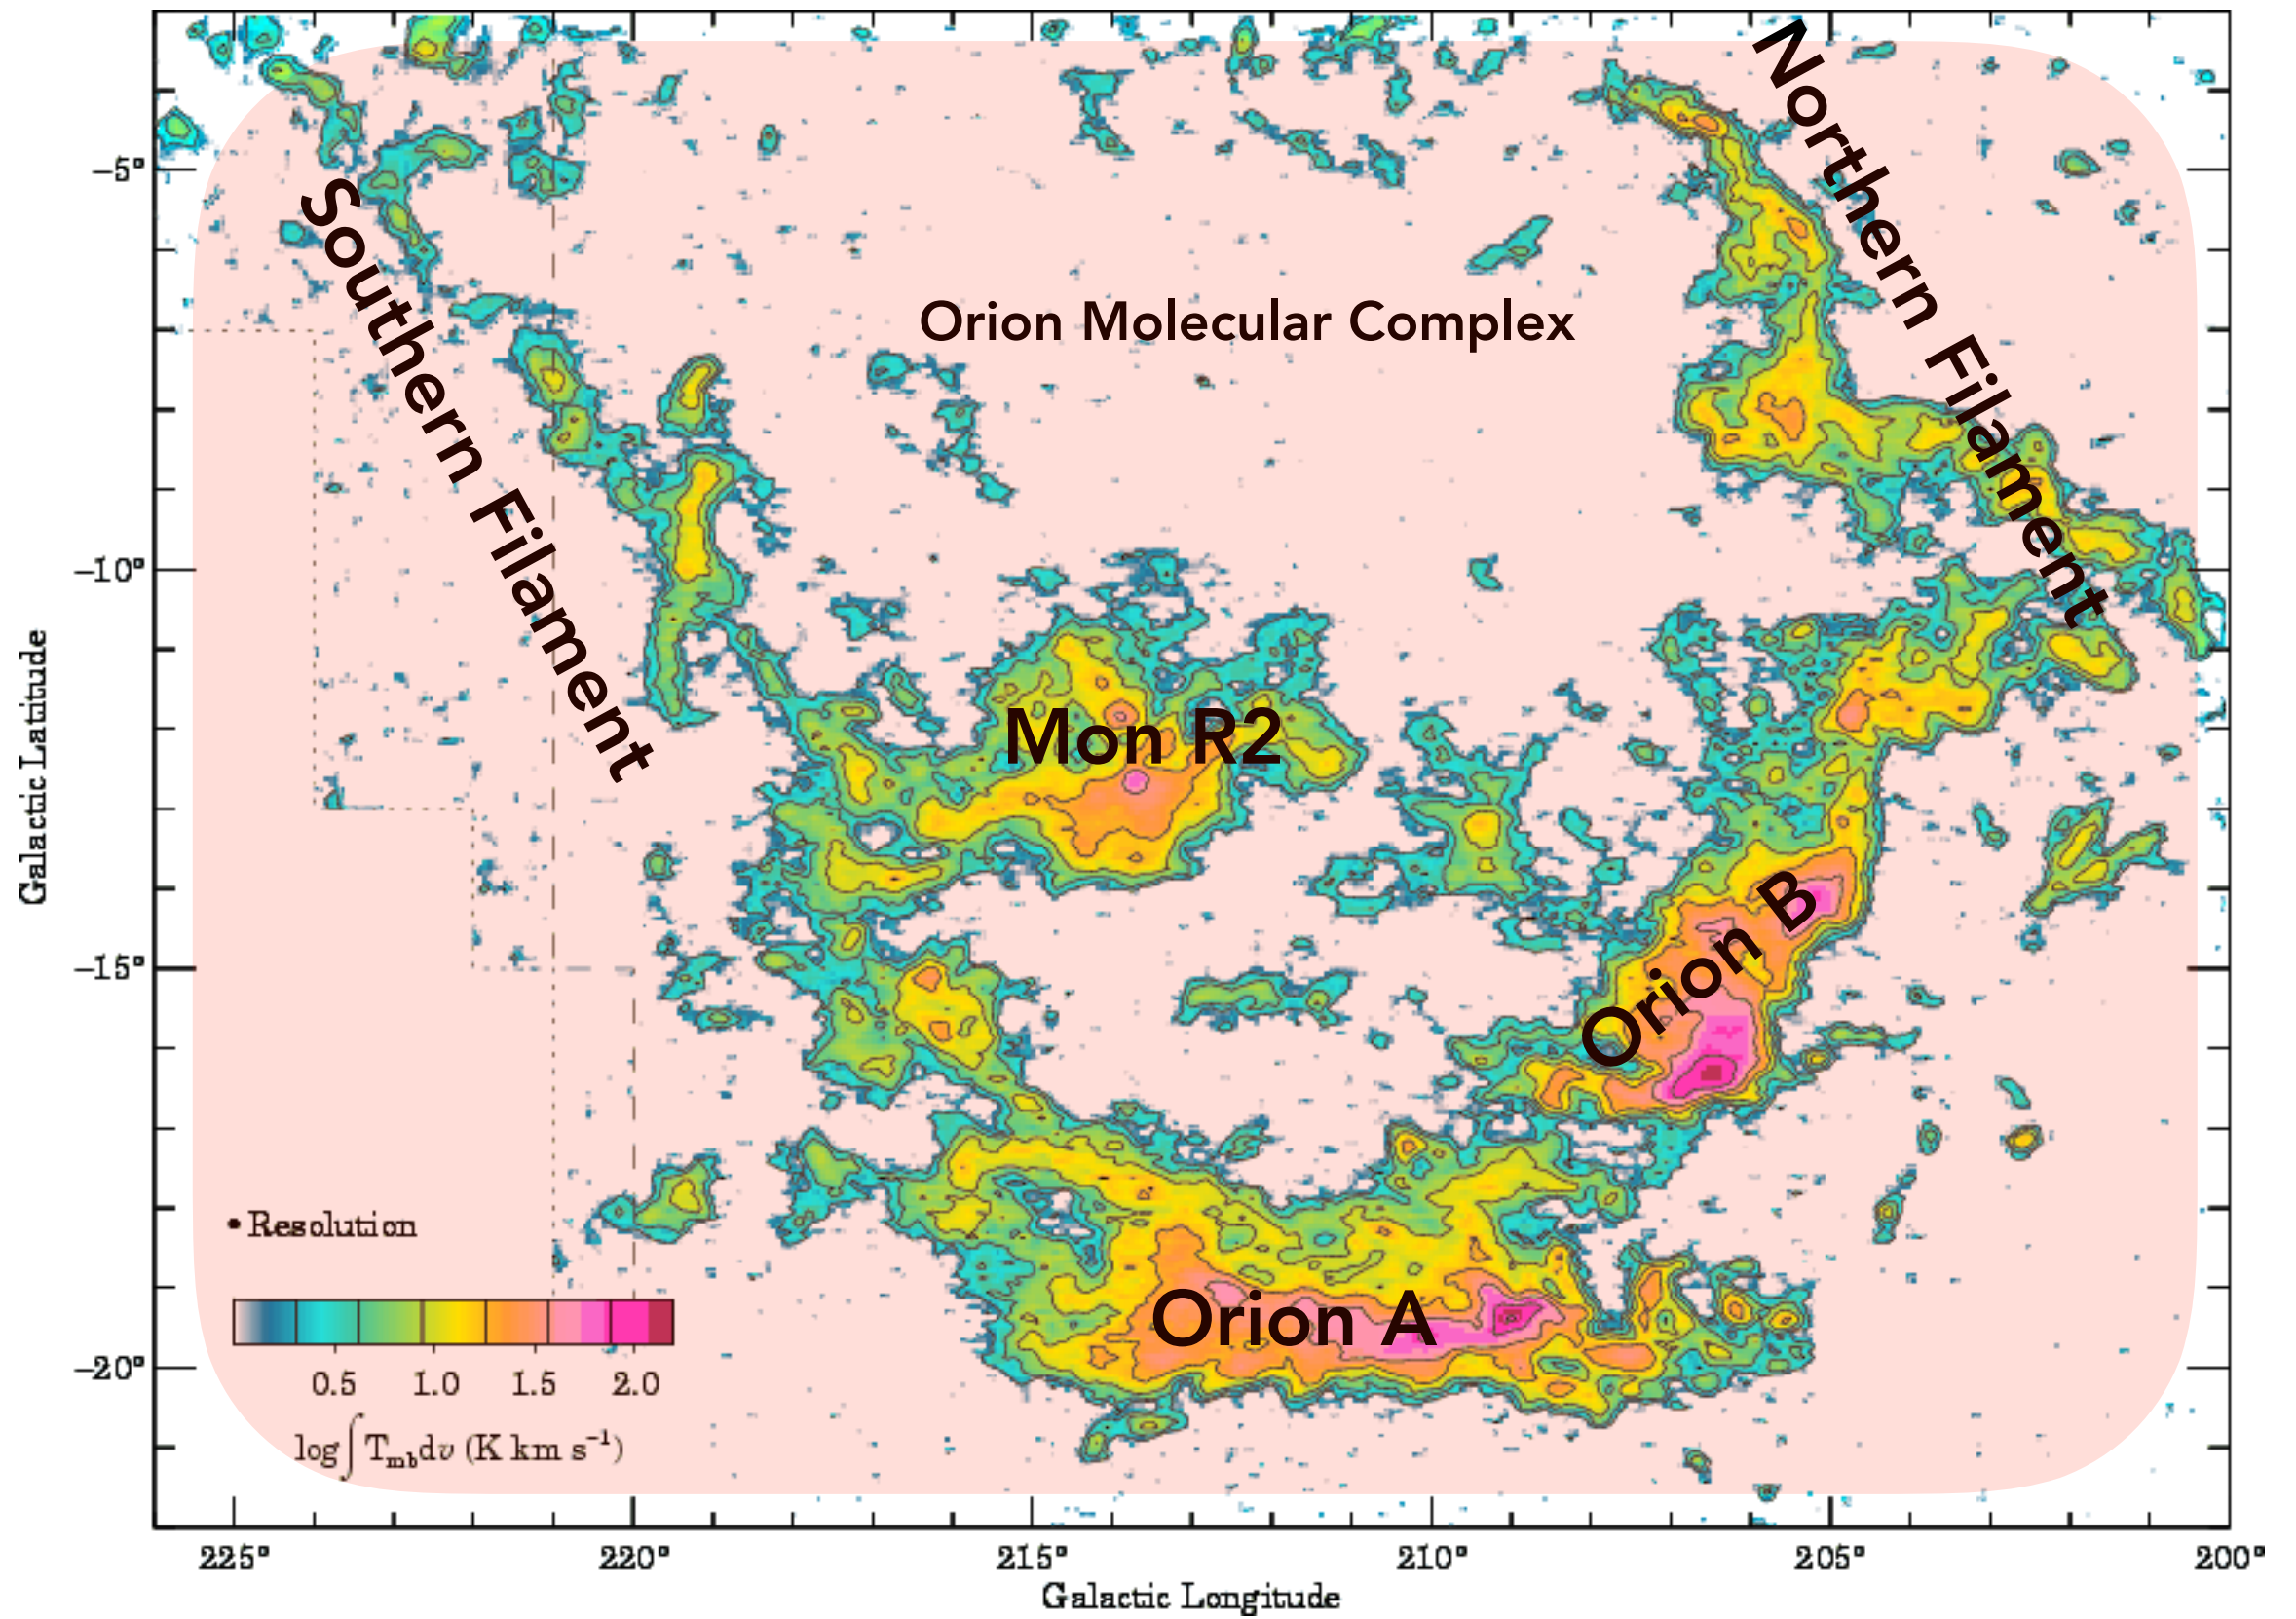 Northern Filament
−5°
Southern Filament
Orion Molecular Complex
−10°
Galactic Latitude
Mon R2
Orion B
−15°
• Resolution
Orion A
−20°
0.5 1.0 1.5 2.0
log∫T_mb dv (K km s⁻¹)
225° 220° 215° 210° 205° 200°
Galactic Longitude